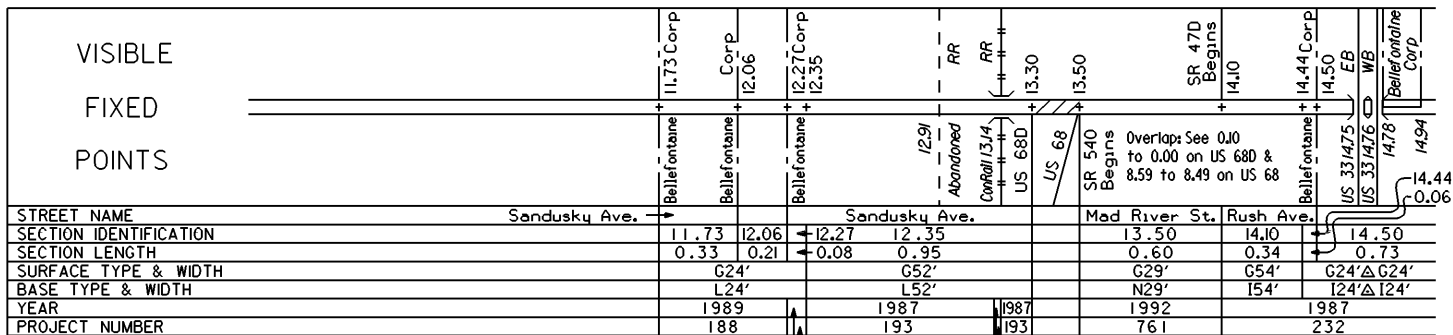 VISIBLE
FIXED
POINTS
11.73 Corp
Bellefontaine
Corp
12.06
Bellefontaine
12.27 Corp
12.35
Bellefontaine
RR
12.91
Abandoned
RR
ConRail 13.14
13.30
US 68D
US 68
13.50
SR 540
Begins
Overlap: See 0.10
to 0.00 on US 68D &
8.59 to 8.49 on US 68
SR 47D
Begins
14.10
14.44 Corp
Bellefontaine
14.50
EB
US 33 14.75
WB
US 33 14.76
14.78
Bellefontaine
Corp
14.94
14.44
0.06
STREET NAME Sandusky Ave. → Sandusky Ave. Mad River St. Rush Ave.
SECTION IDENTIFICATION 11.73 12.06 ←12.27 12.35 13.50 14.10 14.50
SECTION LENGTH 0.33 0.21 ←0.08 0.95 0.60 0.34 0.73
SURFACE TYPE & WIDTH G24' G52' G29' G54' G24'△G24'
BASE TYPE & WIDTH L24' L52' N29' I54' I24'△I24'
YEAR 1989 1987 1987 1992 1987
PROJECT NUMBER 188 193 193 761 232